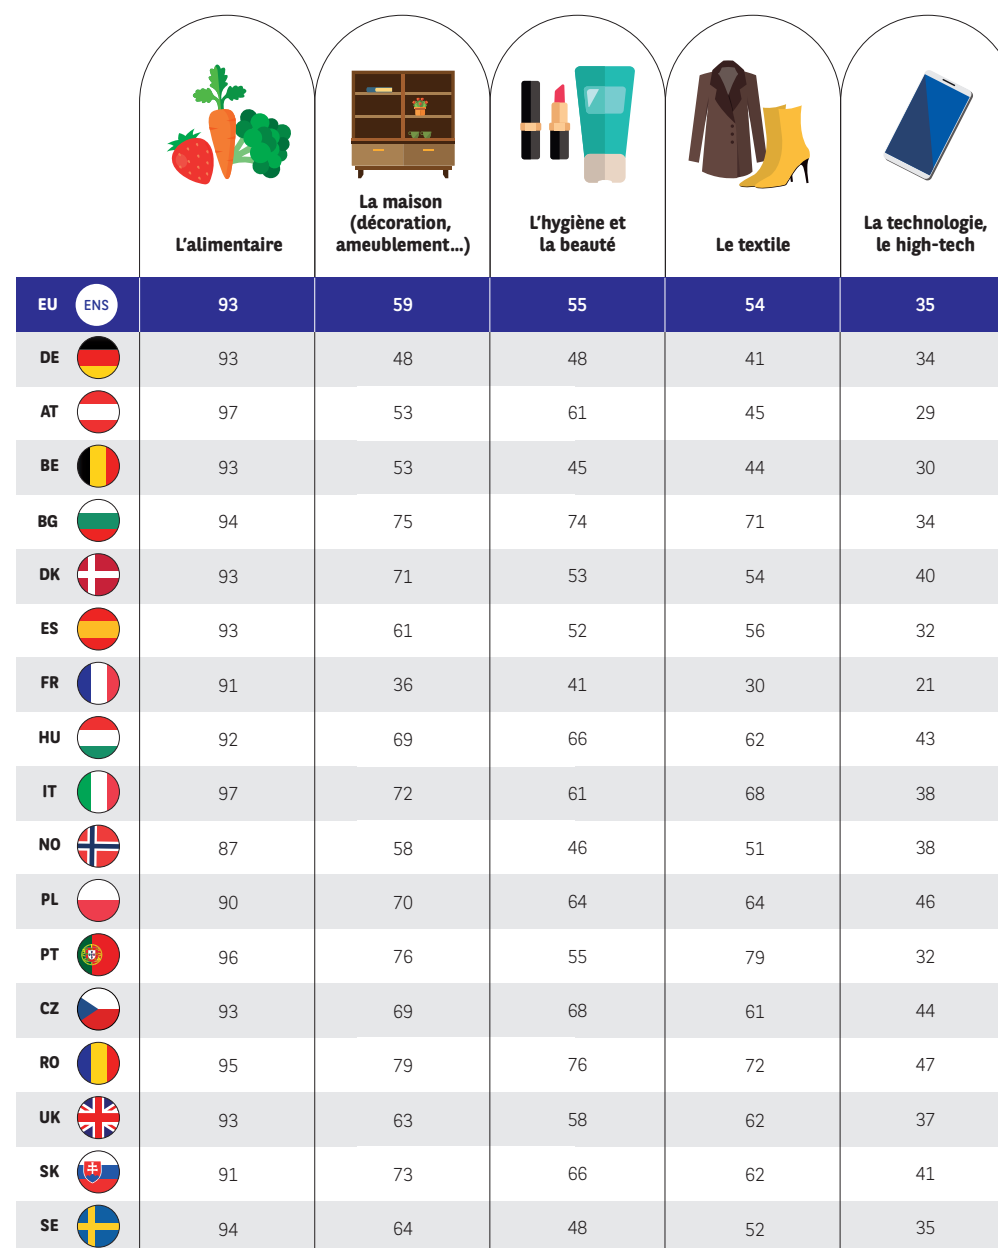 L'alimentaire
La maison
(décoration,
ameublement...)
L'hygiène et
la beauté
Le textile
La technologie,
le high-tech
EU ENS 93 59 55 54 35
DE 93 48 48 41 34
AT 97 53 61 45 29
BE 93 53 45 44 30
BG 94 75 74 71 34
DK 93 71 53 54 40
ES 93 61 52 56 32
FR 91 36 41 30 21
HU 92 69 66 62 43
IT 97 72 61 68 38
NO 87 58 46 51 38
PL 90 70 64 64 46
PT 96 76 55 79 32
CZ 93 69 68 61 44
RO 95 79 76 72 47
UK 93 63 58 62 37
SK 91 73 66 62 41
SE 94 64 48 52 35